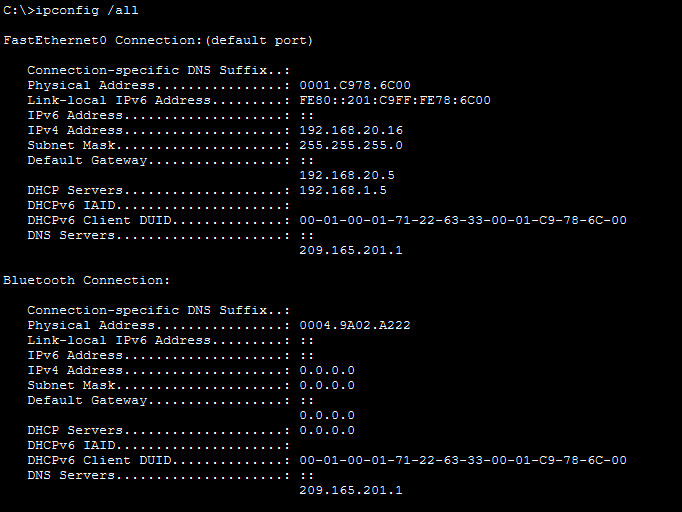 C:\>ipconfig /all
FastEthernet0 Connection:(default port)
Connection-specific DNS Suffix..:
Physical Address................: 0001.C978.6C00
Link-local IPv6 Address.........: FE80::201:C9FF:FE78:6C00
IPv6 Address....................: ::
IPv4 Address....................: 192.168.20.16
Subnet Mask.....................: 255.255.255.0
Default Gateway.................: ::
192.168.20.5
DHCP Servers....................: 192.168.1.5
DHCPv6 IAID.....................:
DHCPv6 Client DUID..............: 00-01-00-01-71-22-63-33-00-01-C9-78-6C-00
DNS Servers.....................: ::
209.165.201.1
Bluetooth Connection:
Connection-specific DNS Suffix..:
Physical Address................: 0004.9A02.A222
Link-local IPv6 Address.........: ::
IPv6 Address....................: ::
IPv4 Address....................: 0.0.0.0
Subnet Mask.....................: 0.0.0.0
Default Gateway.................: ::
0.0.0.0
DHCP Servers....................: 0.0.0.0
DHCPv6 IAID.....................:
DHCPv6 Client DUID..............: 00-01-00-01-71-22-63-33-00-01-C9-78-6C-00
DNS Servers.....................: ::
209.165.201.1